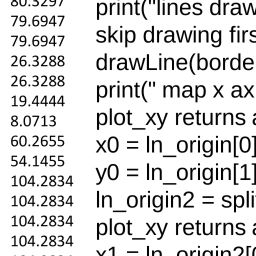 80.3297
79.6947
79.6947
26.3288
26.3288
19.4444
8.0713
60.2655
54.1455
104.2834
104.2834
104.2834
104.2834
print("lines draw
skip drawing firs
drawLine(borde
print(" map x ax
plot_xy returns a
x0 = ln_origin[0]
y0 = ln_origin[1]
ln_origin2 = spli
plot_xy returns a
x1 = ln_origin2[0